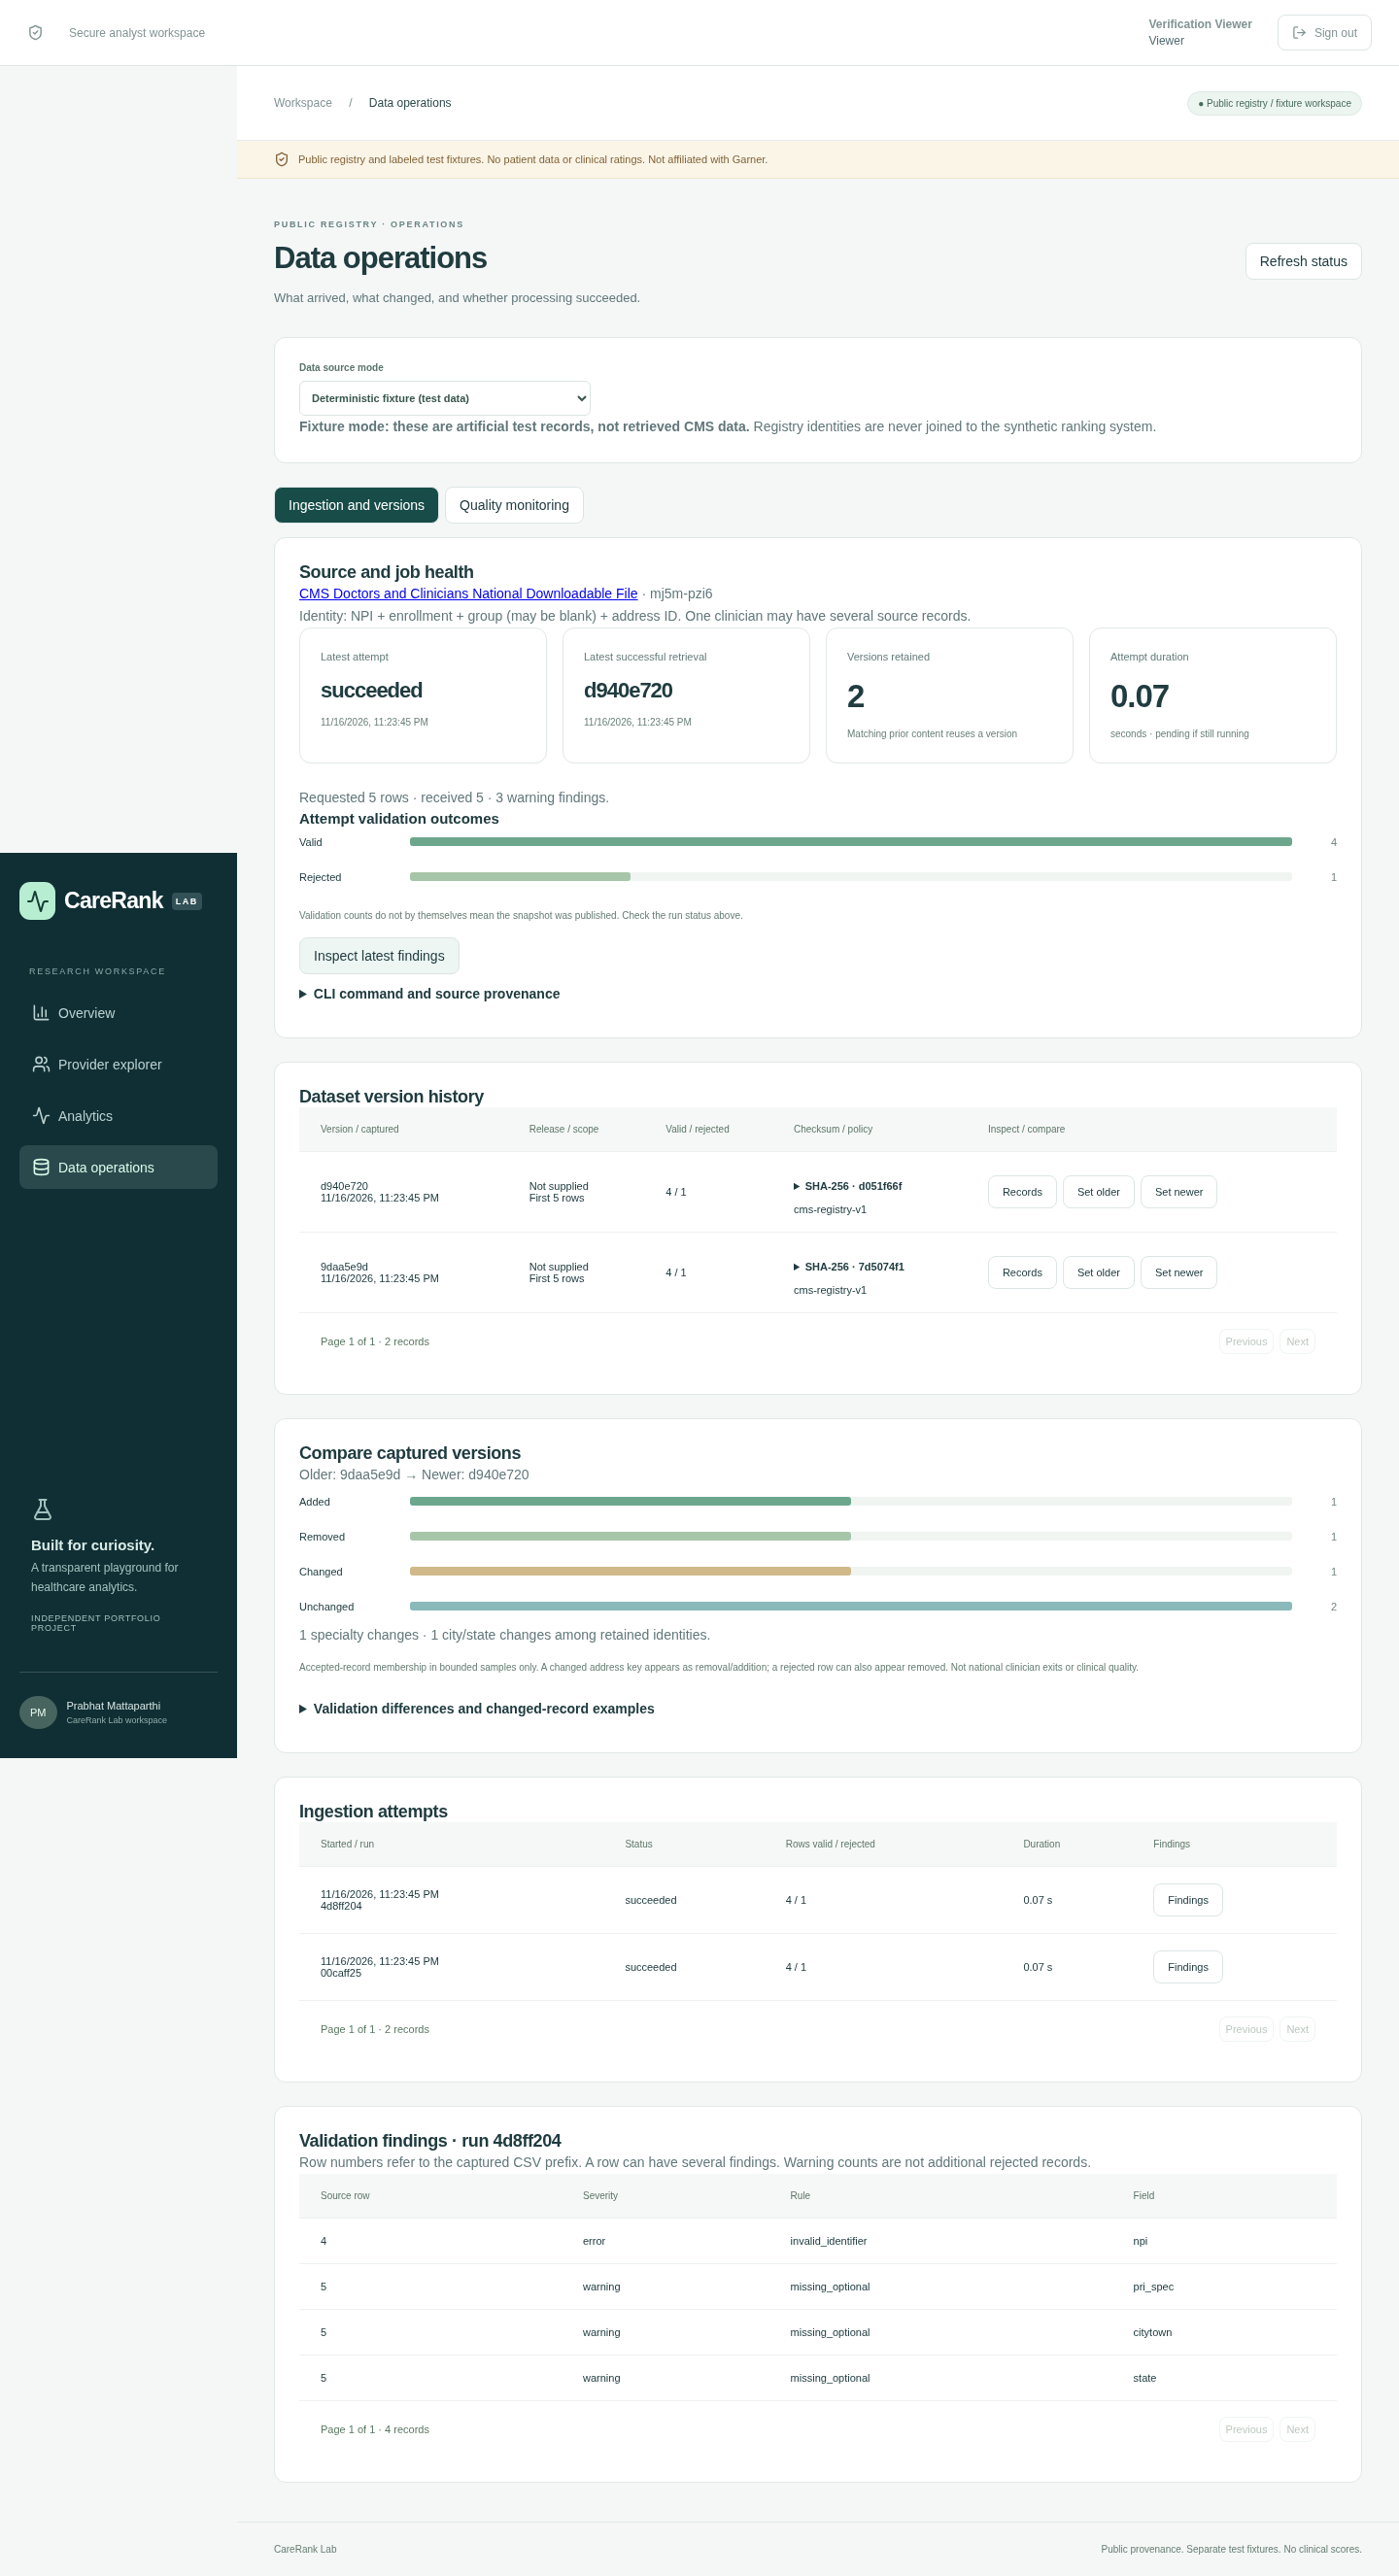 Secure analyst workspace
Verification Viewer
Viewer
Sign out
Workspace / Data operations
● Public registry / fixture workspace
Public registry and labeled test fixtures. No patient data or clinical ratings. Not affiliated with Garner.
PUBLIC REGISTRY · OPERATIONS
Data operations
Refresh status
What arrived, what changed, and whether processing succeeded.
Data source mode
Deterministic fixture (test data)
Fixture mode: these are artificial test records, not retrieved CMS data. Registry identities are never joined to the synthetic ranking system.
Ingestion and versions
Quality monitoring
Source and job health
CMS Doctors and Clinicians National Downloadable File · mj5m-pzi6
Identity: NPI + enrollment + group (may be blank) + address ID. One clinician may have several source records.
Latest attempt
succeeded
11/16/2026, 11:23:45 PM
Latest successful retrieval
d940e720
11/16/2026, 11:23:45 PM
Versions retained
2
Matching prior content reuses a version
Attempt duration
0.07
seconds · pending if still running
Requested 5 rows · received 5 · 3 warning findings.
Attempt validation outcomes
Valid 4
Rejected 1
Validation counts do not by themselves mean the snapshot was published. Check the run status above.
Inspect latest findings
CLI command and source provenance
CareRank LAB
RESEARCH WORKSPACE
Overview
Provider explorer
Analytics
Data operations
Built for curiosity.
A transparent playground for
healthcare analytics.
INDEPENDENT PORTFOLIO
PROJECT
PM
Prabhat Mattaparthi
CareRank Lab workspace
Dataset version history
Version / captured Release / scope Valid / rejected Checksum / policy Inspect / compare
d940e720
11/16/2026, 11:23:45 PM
Not supplied
First 5 rows
4 / 1
SHA-256 · d051f66f
cms-registry-v1
Records Set older Set newer
9daa5e9d
11/16/2026, 11:23:45 PM
Not supplied
First 5 rows
4 / 1
SHA-256 · 7d5074f1
cms-registry-v1
Records Set older Set newer
Page 1 of 1 · 2 records
Previous Next
Compare captured versions
Older: 9daa5e9d → Newer: d940e720
Added 1
Removed 1
Changed 1
Unchanged 2
1 specialty changes · 1 city/state changes among retained identities.
Accepted-record membership in bounded samples only. A changed address key appears as removal/addition; a rejected row can also appear removed. Not national clinician exits or clinical quality.
Validation differences and changed-record examples
Ingestion attempts
Started / run Status Rows valid / rejected Duration Findings
11/16/2026, 11:23:45 PM
4d8ff204
succeeded 4 / 1 0.07 s Findings
11/16/2026, 11:23:45 PM
00caff25
succeeded 4 / 1 0.07 s Findings
Page 1 of 1 · 2 records
Previous Next
Validation findings · run 4d8ff204
Row numbers refer to the captured CSV prefix. A row can have several findings. Warning counts are not additional rejected records.
Source row Severity Rule Field
4 error invalid_identifier npi
5 warning missing_optional pri_spec
5 warning missing_optional citytown
5 warning missing_optional state
Page 1 of 1 · 4 records
Previous Next
CareRank Lab
Public provenance. Separate test fixtures. No clinical scores.